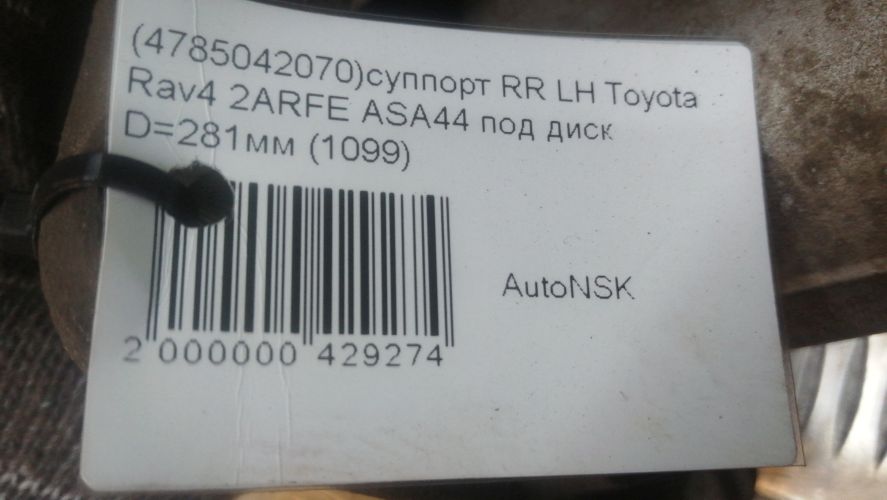 (4785042070)суппорт RR LH Toyota
Rav4 2ARFE ASA44 под диск
D=281мм (1099)
AutoNSK
2 000000 429274